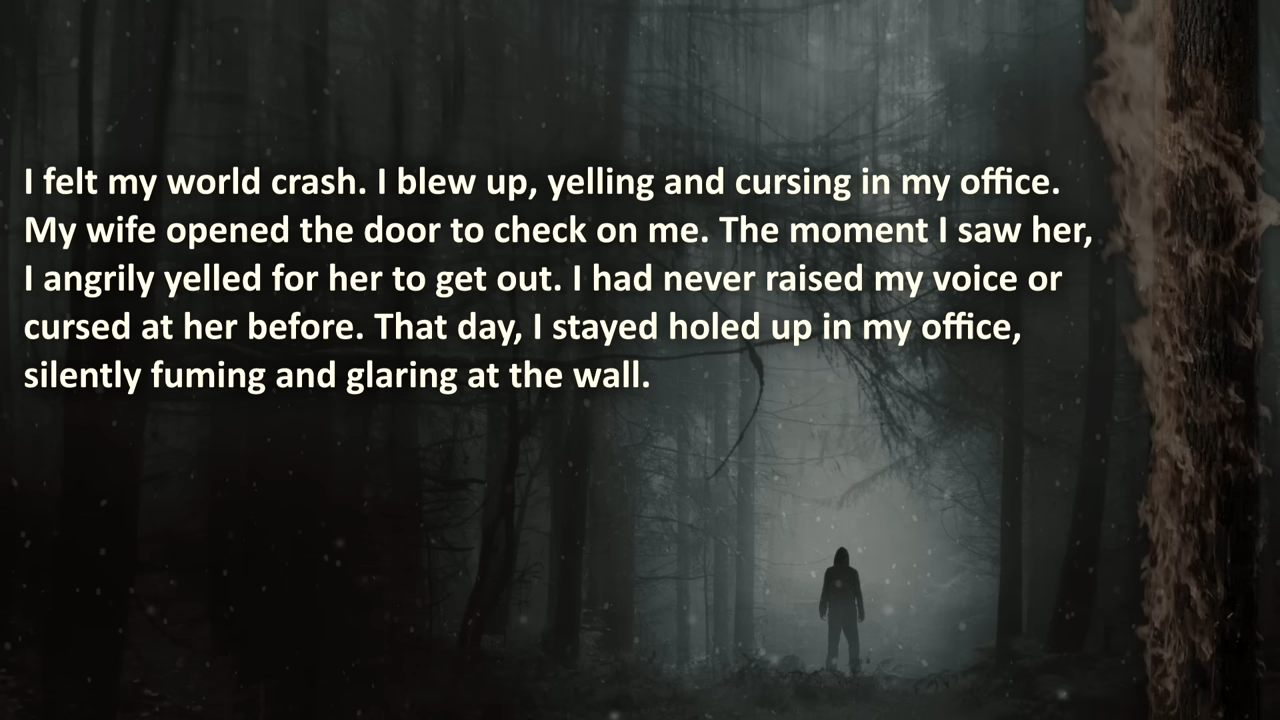 I felt my world crash. I blew up, yelling and cursing in my office.
My wife opened the door to check on me. The moment I saw her,
I angrily yelled for her to get out. I had never raised my voice or
cursed at her before. That day, I stayed holed up in my office,
silently fuming and glaring at the wall.